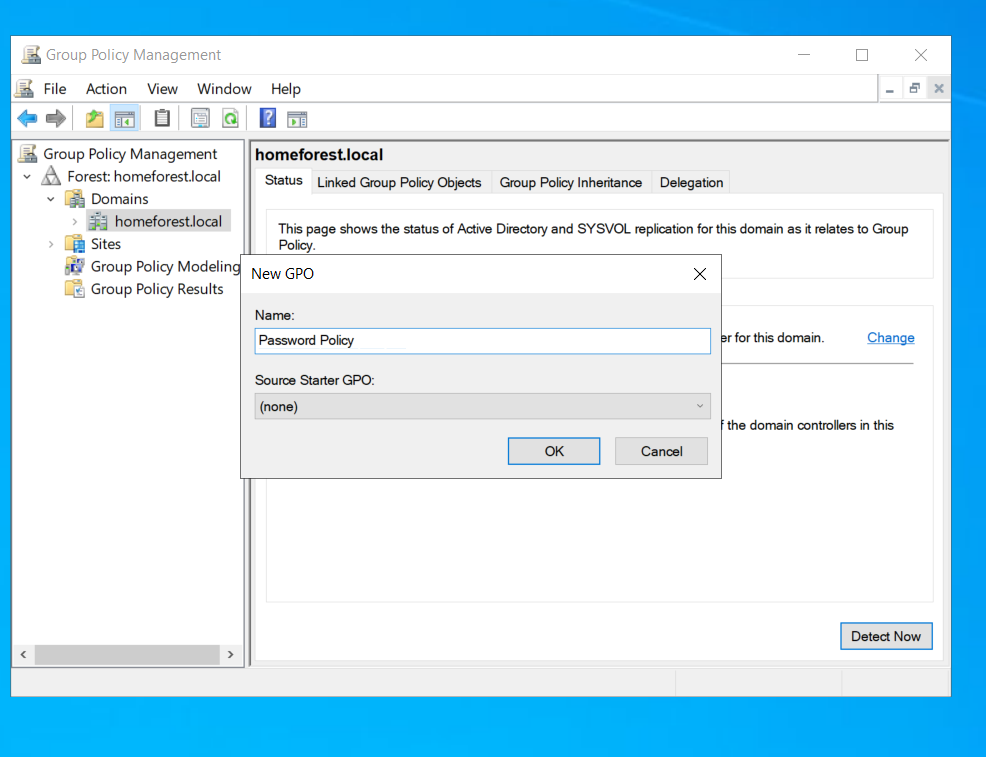 Group Policy Management
File Action View Window Help
Group Policy Management
Forest: homeforest.local
Domains
homeforest.local
Sites
Group Policy Modeling
Group Policy Results
homeforest.local
Status Linked Group Policy Objects Group Policy Inheritance Delegation
This page shows the status of Active Directory and SYSVOL replication for this domain as it relates to Group
Policy.
New GPO
Name:
Password Policy
Source Starter GPO:
(none)
OK Cancel
er for this domain. Change
the domain controllers in this
Detect Now